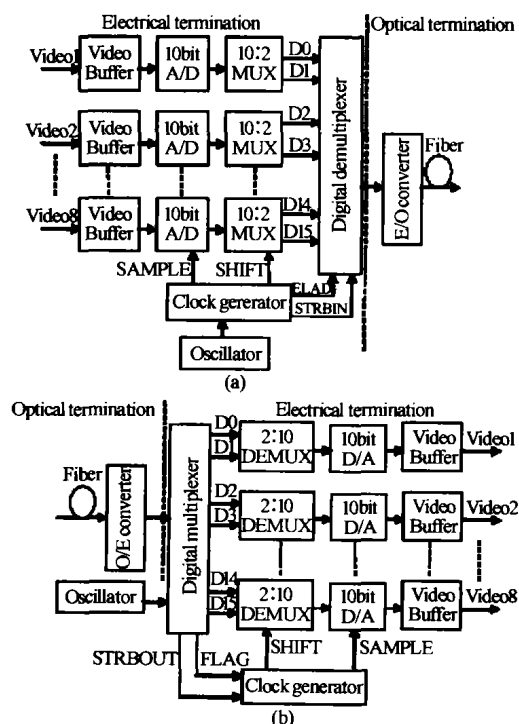 Electrical termination
Optical termination
Video1
Video
Buffer
10bit
A/D
10:2
MUX
D0
D1
Video2
Video
Buffer
10bit
A/D
10:2
MUX
D2
D3
Video8
Video
Buffer
10bit
A/D
10:2
MUX
D14
D15
Digital demultiplexer
E/O converter
Fiber
SAMPLE
SHIFT
Clock gererator
FLAD
STRBIN
Oscillator
(a)
Optical termination
Electrical termination
Fiber
O/E converter
Digital multiplexer
Oscillator
D0
D1
2:10
DEMUX
10bit
D/A
Video
Buffer
Video1
D2
D3
2:10
DEMUX
10bit
D/A
Video
Buffer
Video2
D14
D15
2:10
DEMUX
10bit
D/A
Video
Buffer
Video8
STRBOUT
FLAG
SHIFT
SAMPLE
Clock generator
(b)